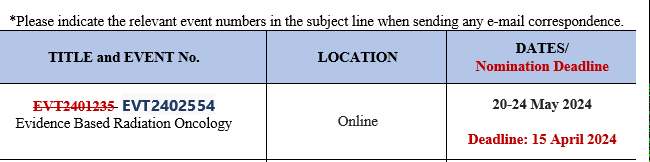 *Please indicate the relevant event numbers in the subject line when sending any e-mail correspondence.
TITLE and EVENT No.
LOCATION
DATES/
Nomination Deadline
EVT2401235 EVT2402554
Evidence Based Radiation Oncology
Online
20-24 May 2024
Deadline: 15 April 2024